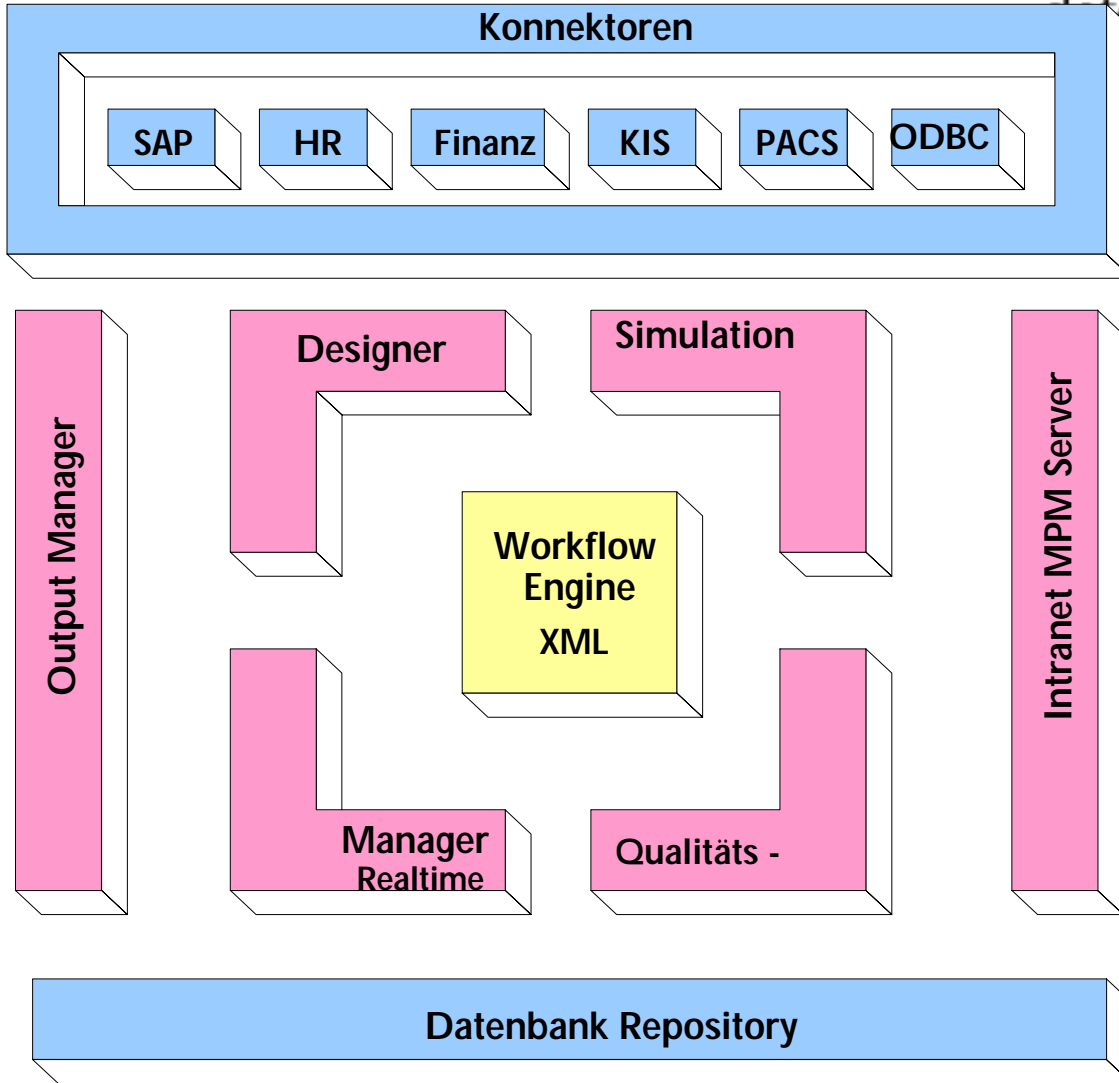 Konnektoren
SAP
HR
Finanz
KIS
PACS
ODBC
Designer
Simulation
Output Manager
Workflow
Engine
XML
Intranet MPM Server
Manager
Realtime
Qualitäts -
Datenbank Repository